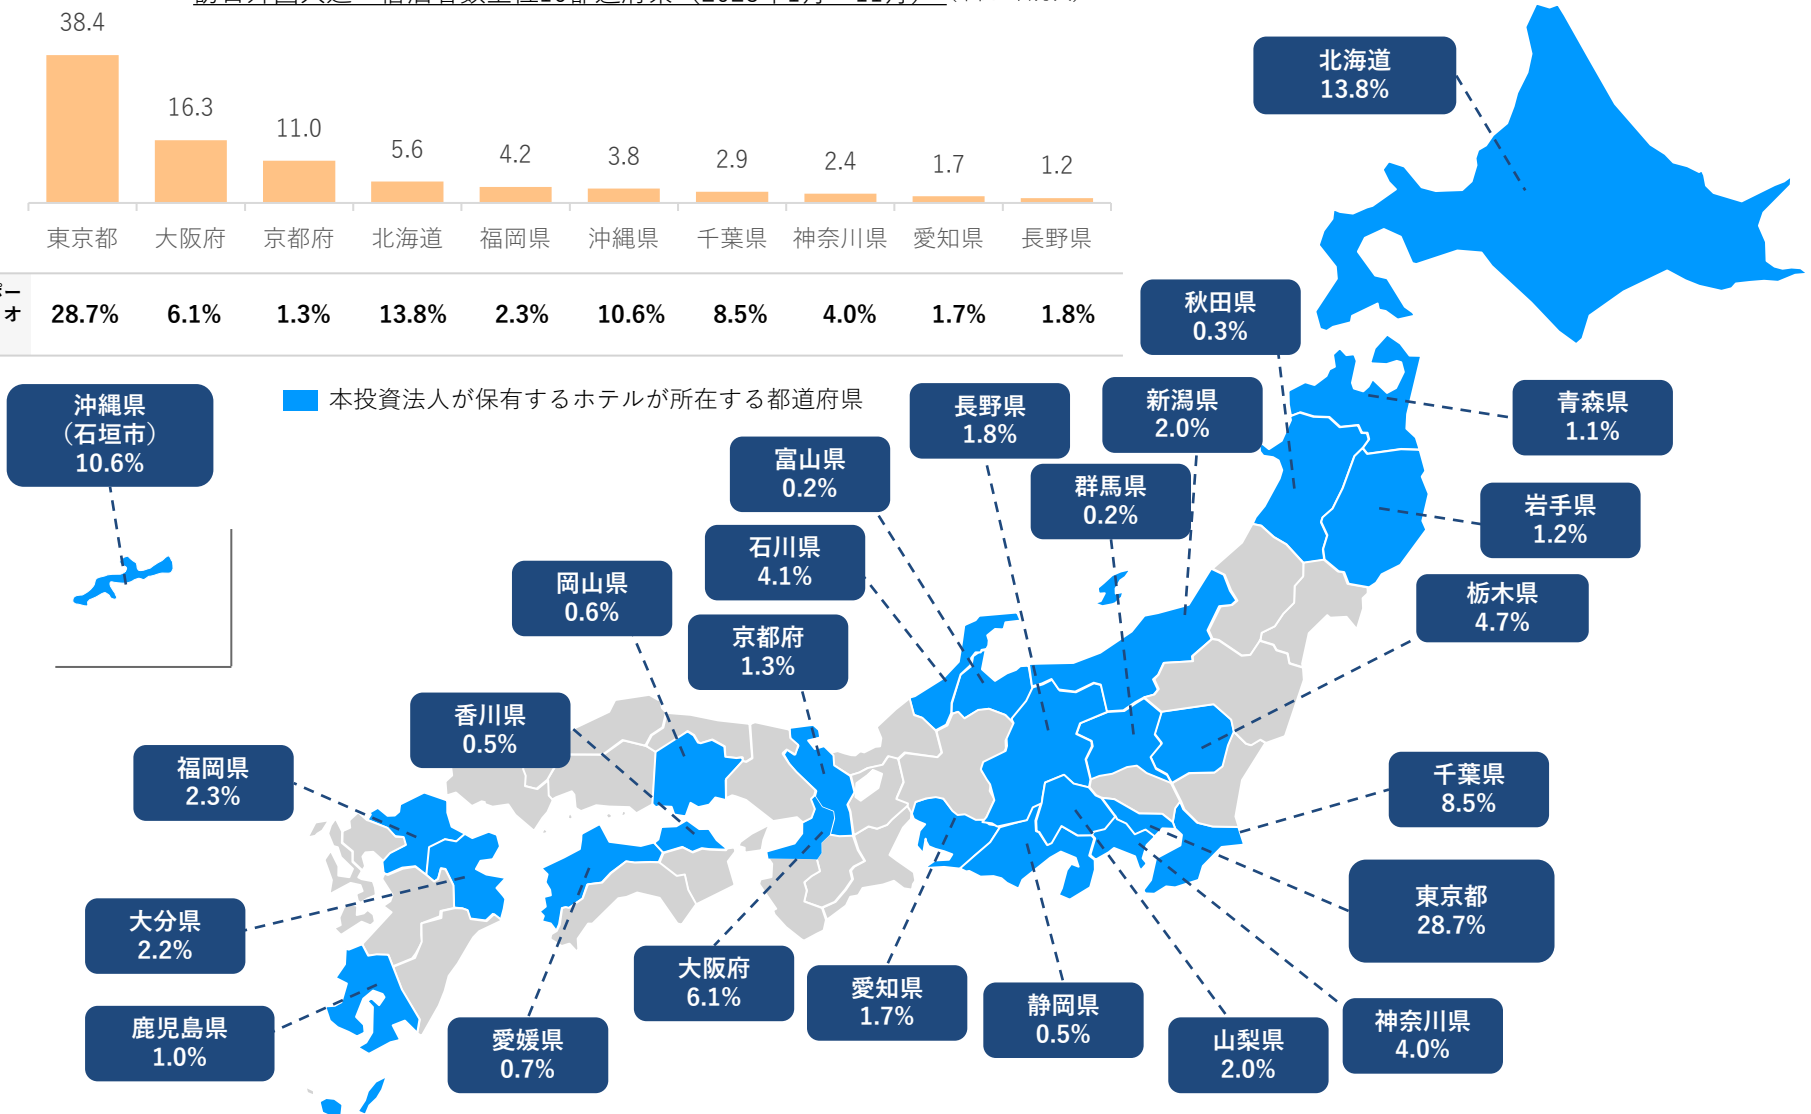 38.4
16.3
11.0
5.6
4.2
3.8
2.9
2.4
1.7
1.2
東京都
大阪府
京都府
北海道
福岡県
沖縄県
千葉県
神奈川県
愛知県
長野県
ポー
オ
28.7%
6.1%
1.3%
13.8%
2.3%
10.6%
8.5%
4.0%
1.7%
1.8%
本投資法人が保有するホテルが所在する都道府県
北海道
13.8%
秋田県
0.3%
青森県
1.1%
岩手県
1.2%
新潟県
2.0%
長野県
1.8%
群馬県
0.2%
富山県
0.2%
石川県
4.1%
栃木県
4.7%
沖縄県
（石垣市）
10.6%
岡山県
0.6%
京都府
1.3%
香川県
0.5%
福岡県
2.3%
千葉県
8.5%
東京都
28.7%
大分県
2.2%
大阪府
6.1%
愛知県
1.7%
静岡県
0.5%
神奈川県
4.0%
鹿児島県
1.0%
愛媛県
0.7%
山梨県
2.0%